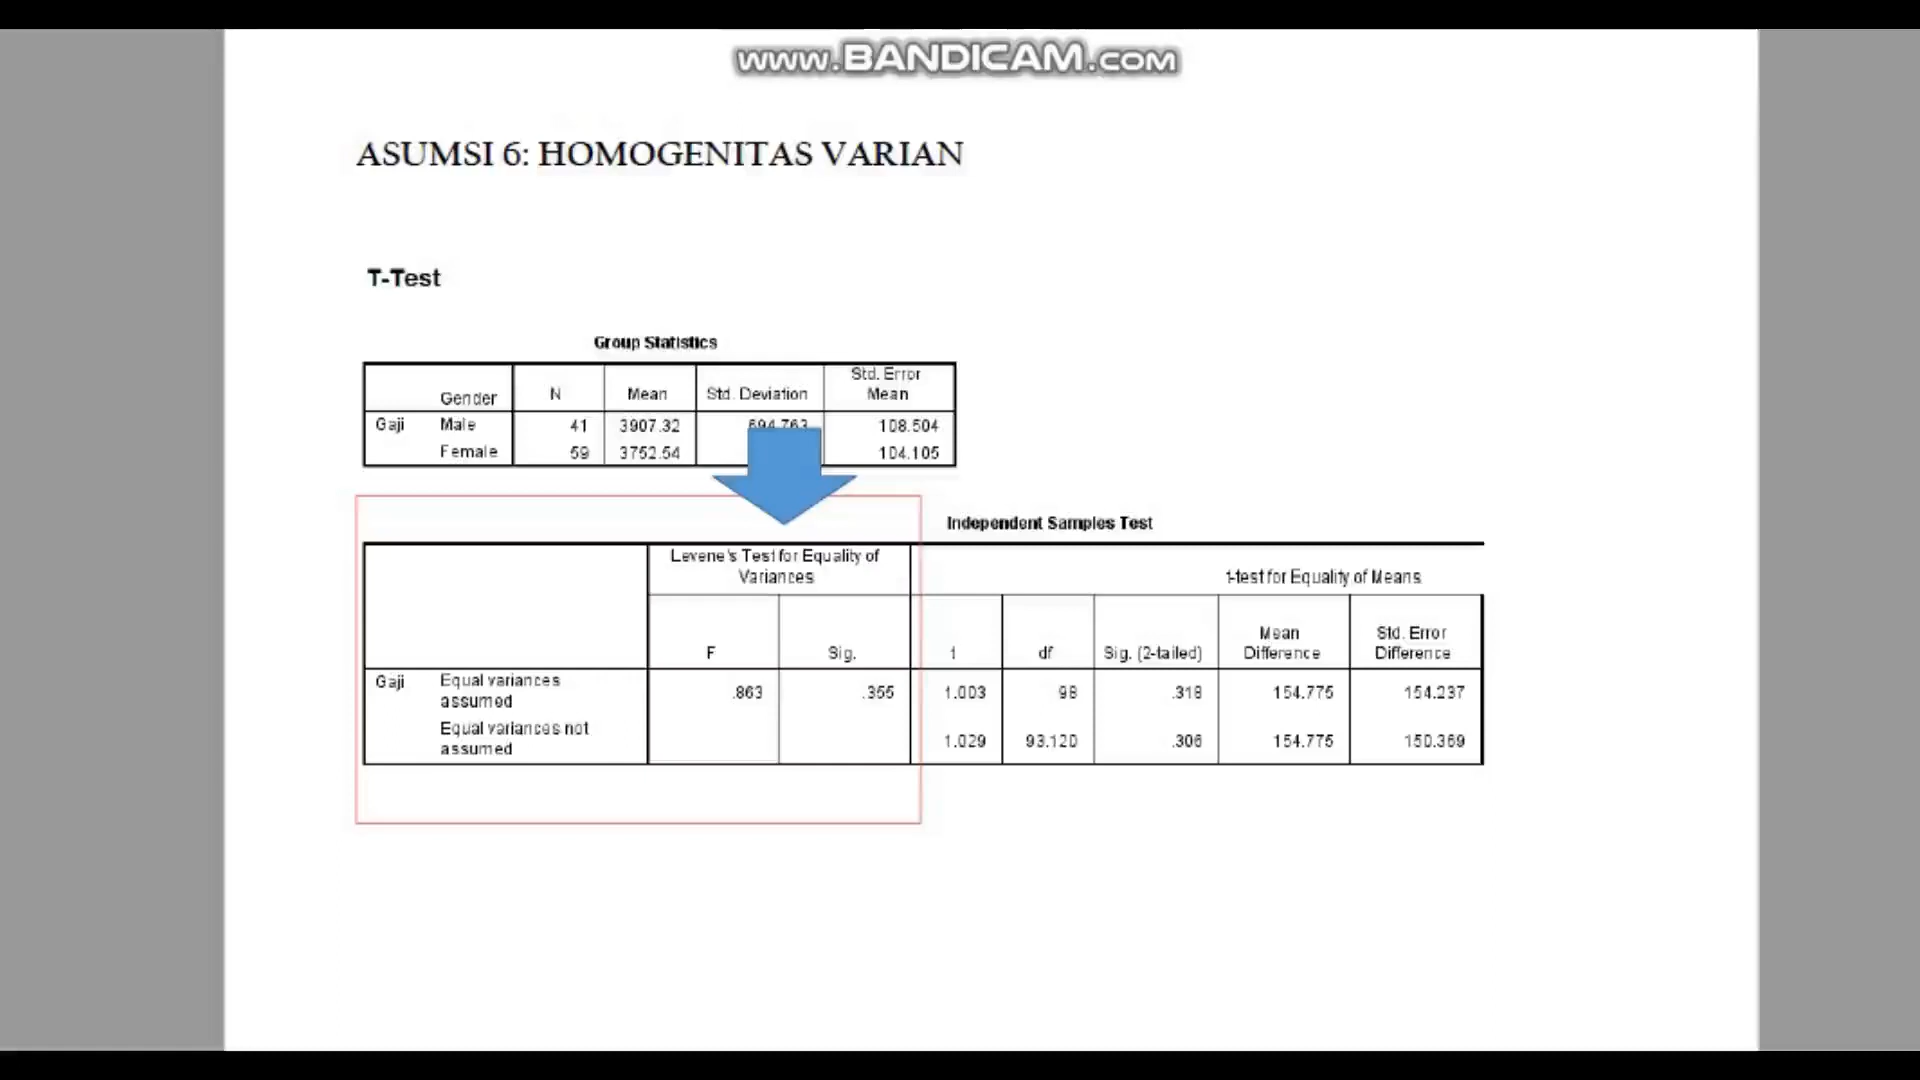 www.BANDICAM.com
ASUMSI 6: HOMOGENITAS VARIAN
T-Test
Group Statistics
Gender N Mean Std. Deviation Std. Error Mean
Gaji Male 41 3907.32 694.763 108.504
Female 59 3752.54 104.105
Independent Samples Test
Levene's Test for Equality of Variances
t-test for Equality of Means
F Sig. t df Sig. (2-tailed) Mean Difference Std. Error Difference
Gaji Equal variances assumed .863 .355 1.003 98 .318 154.775 154.237
Equal variances not assumed 1.029 93.120 .306 154.775 150.369